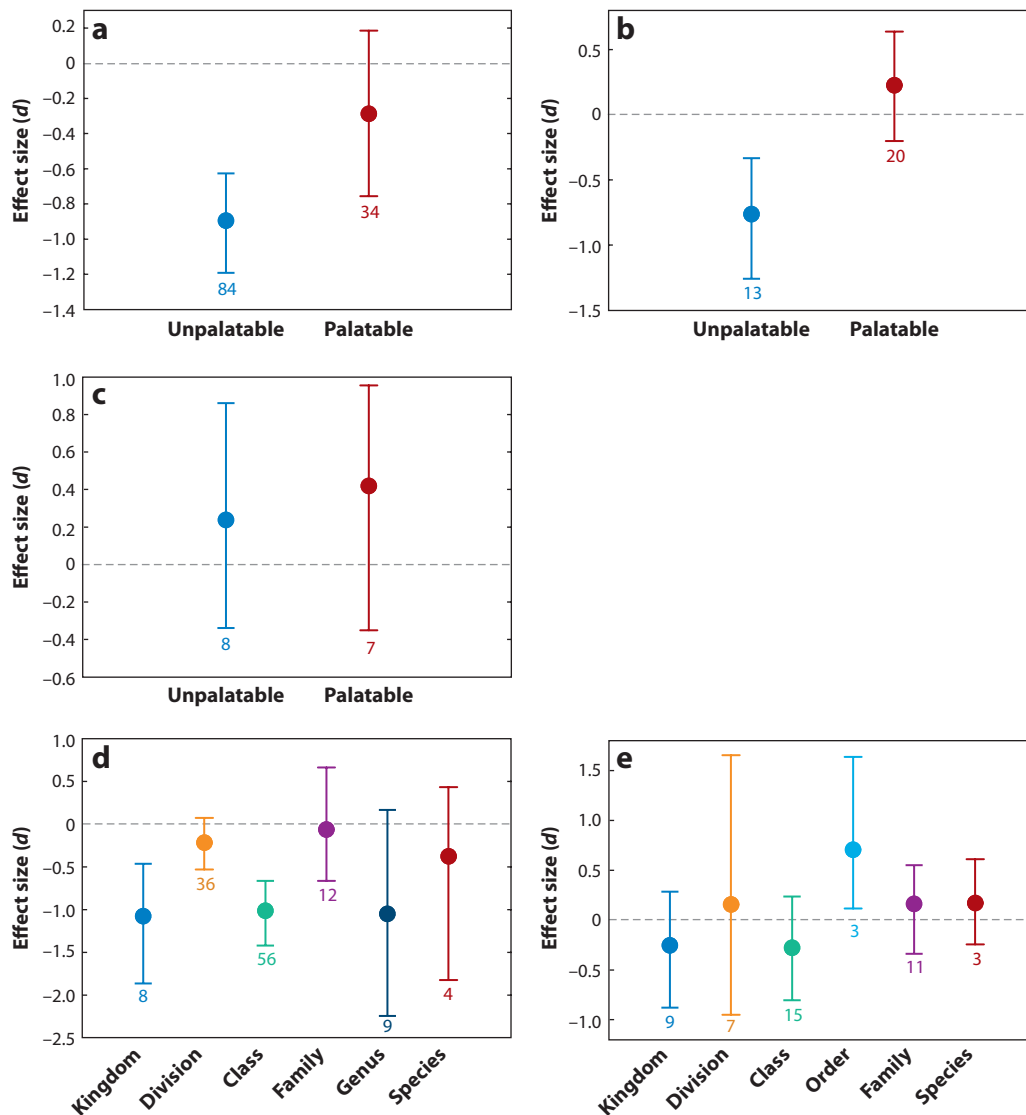 a
Effect size (d)
0.2
0
–0.2
–0.4
–0.6
–0.8
–1.0
–1.2
–1.4
84
34
Unpalatable
Palatable
b
Effect size (d)
0.5
0
–0.5
–1.0
–1.5
13
20
Unpalatable
Palatable
c
Effect size (d)
1.0
0.8
0.6
0.4
0.2
0
–0.2
–0.4
–0.6
8
7
Unpalatable
Palatable
d
Effect size (d)
1.0
0.5
0
–0.5
–1.0
–1.5
–2.0
–2.5
8
36
56
12
9
4
Kingdom
Division
Class
Family
Genus
Species
e
Effect size (d)
1.5
1.0
0.5
0
–0.5
–1.0
9
7
15
3
11
3
Kingdom
Division
Class
Order
Family
Species